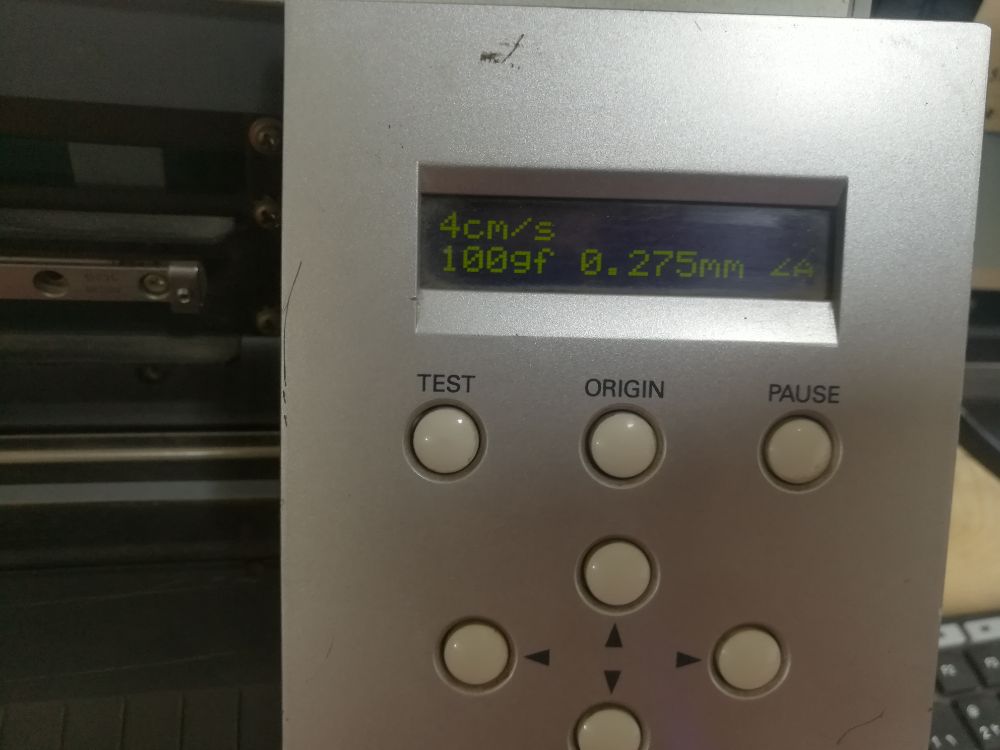 4cm/s
100gf 0.275mm ∠A
TEST ORIGIN PAUSE